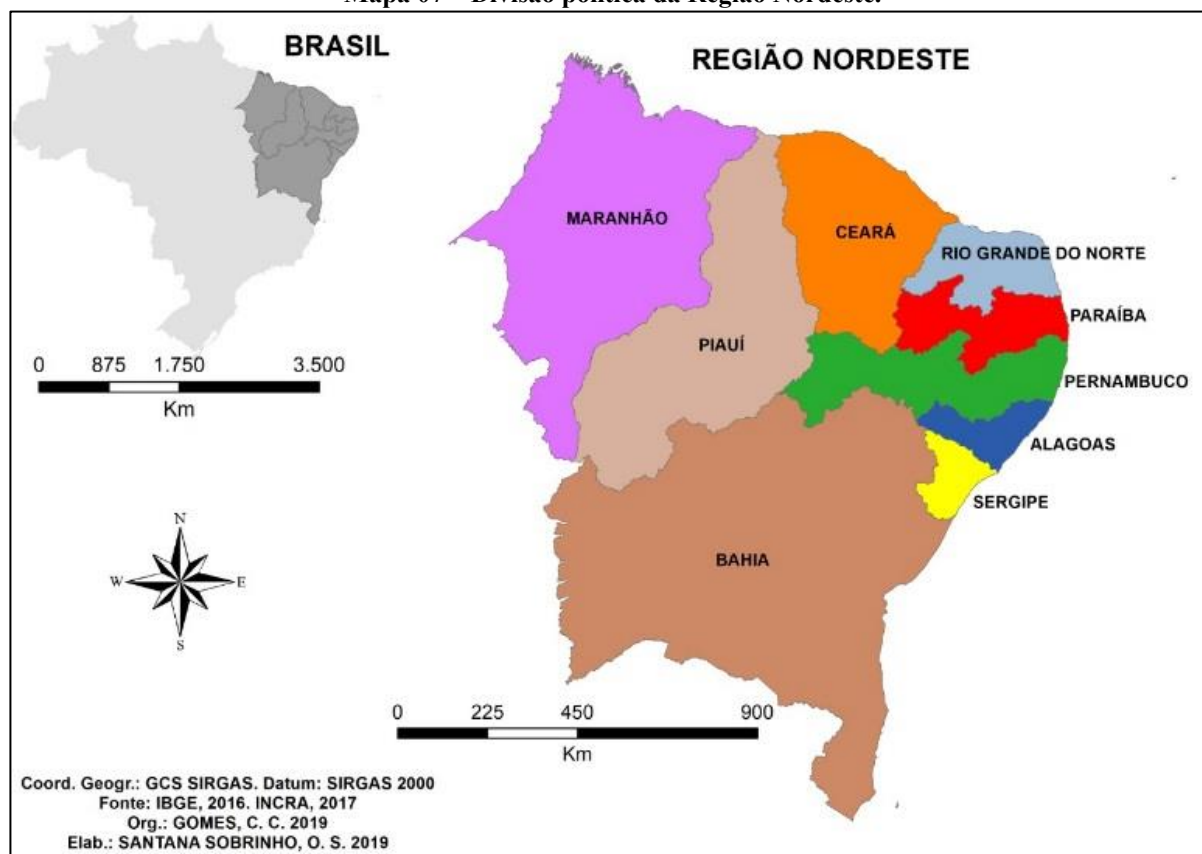 Mapa 07 – Divisão política da Região Nordeste.
BRASIL
REGIÃO NORDESTE
MARANHÃO
CEARÁ
RIO GRANDE DO NORTE
PARAÍBA
PIAUÍ
PERNAMBUCO
ALAGOAS
SERGIPE
BAHIA
0 875 1.750 3.500
Km
N
W E
S
0 225 450 900
Km
Coord. Geogr.: GCS SIRGAS. Datum: SIRGAS 2000
Fonte: IBGE, 2016. INCRA, 2017
Org.: GOMES, C. C. 2019
Elab.: SANTANA SOBRINHO, O. S. 2019